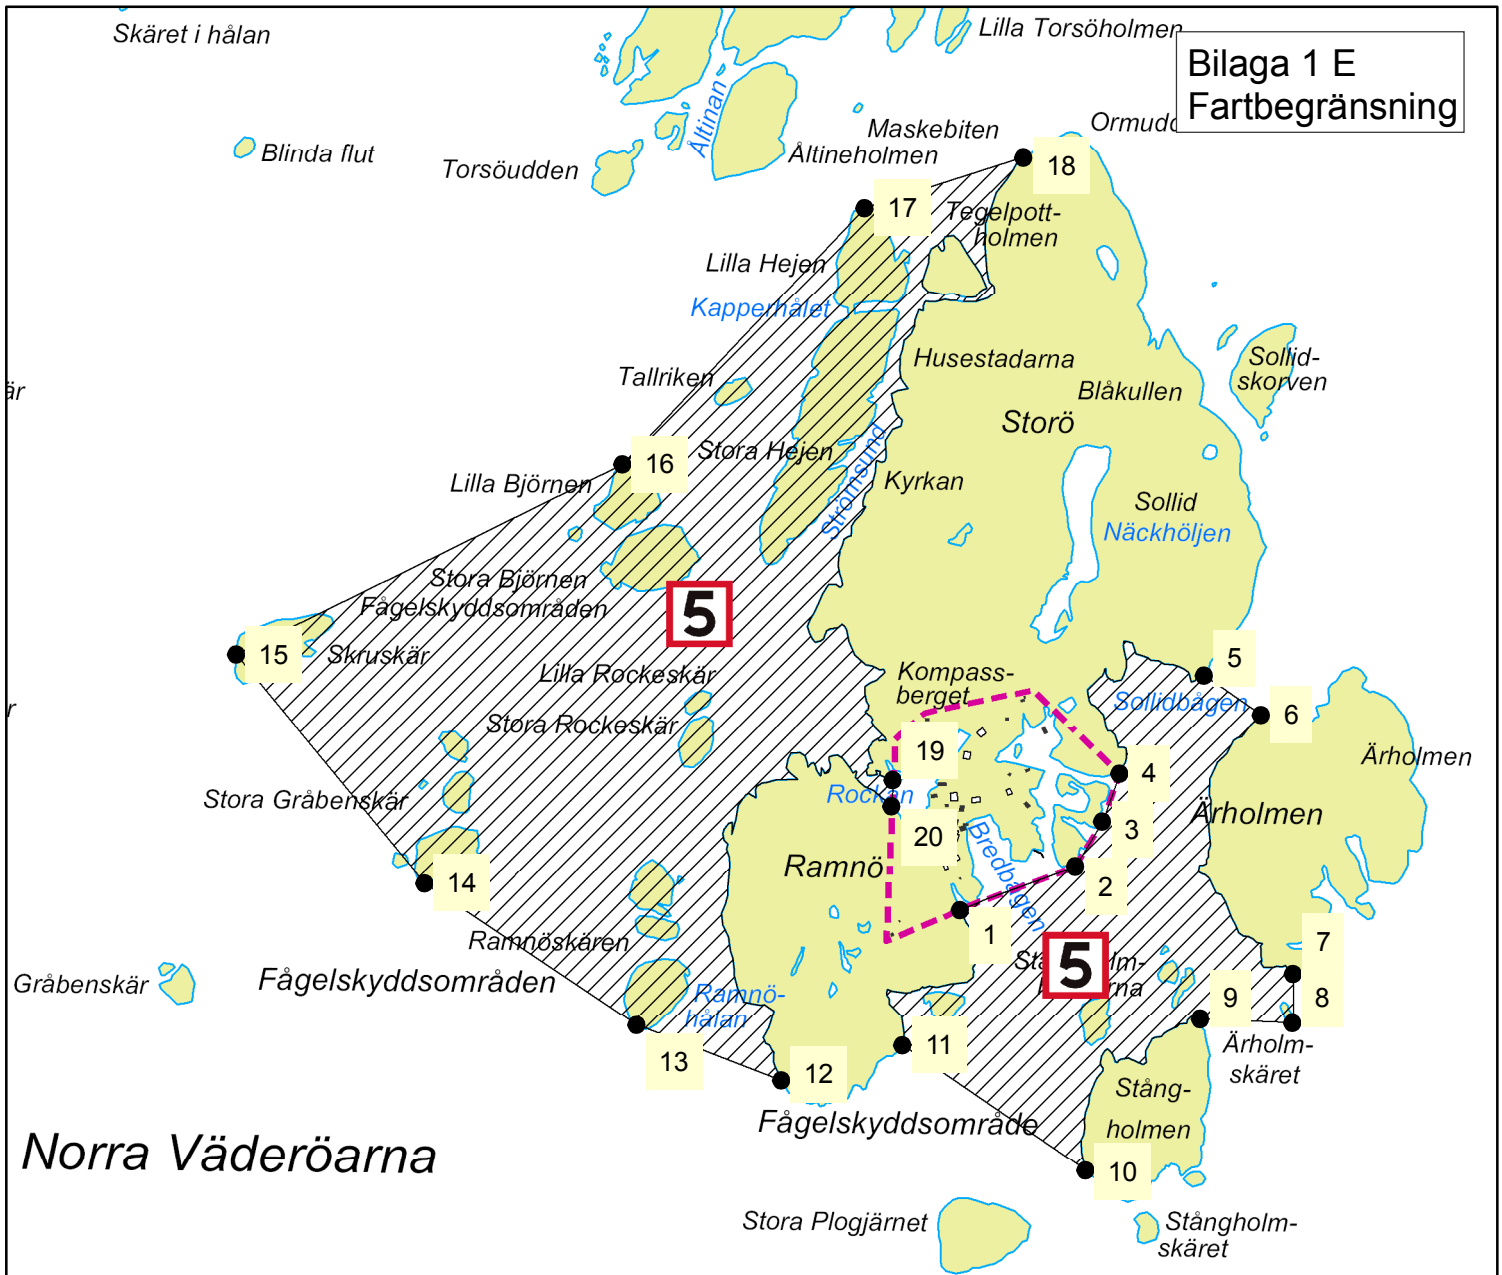 Skäret i hålan
Lilla Torsöholmen
Bilaga 1 E
Fartbegränsning
Ormudd
Maskebiten
Ältineholmen
Ältinan
Blinda flut
Torsöudden
18
17
Tegelpott-
holmen
Lilla Hejen
Kapperhålet
Husestadarna
Sollid-
skorven
Blåkullen
Storö
Tallriken
är
Stora Hejen
16
Lilla Björnen
Strömsund
Kyrkan
Sollid
Näckhöljen
Stora Björnen
Fågelskyddsområden
5
15
Skruskär
Lilla Rockeskär
Kompass-
berget
5
Sollidbågen
6
r
Stora Rockeskär
19
4
Ärholmen
Stora Gråbenskär
Rockan
3
Ärholmen
20
Bredbågen
Ramnö
14
2
1
Ramnöskären
7
Gråbenskär
Fågelskyddsområden
Ramnö-
hålan
5
9
8
11
Ärholm-
skäret
13
12
Stång-
holmen
Fågelskyddsområde
10
Norra Väderöarna
Stora Plogjärnet
Stångholm-
skäret